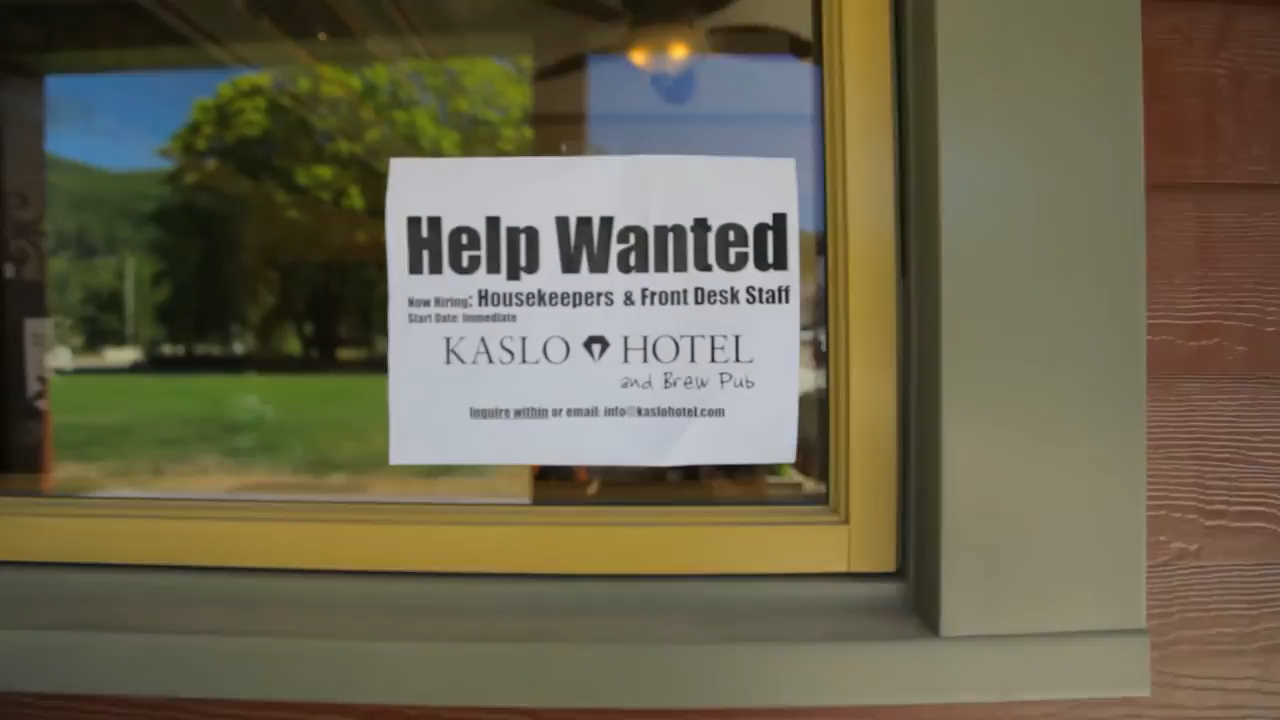 Help Wanted
Now Hiring: Housekeepers & Front Desk Staff
Start Date: Immediate
KASLO HOTEL
and Brew Pub
Inquire within or email: info@kaslohotel.com